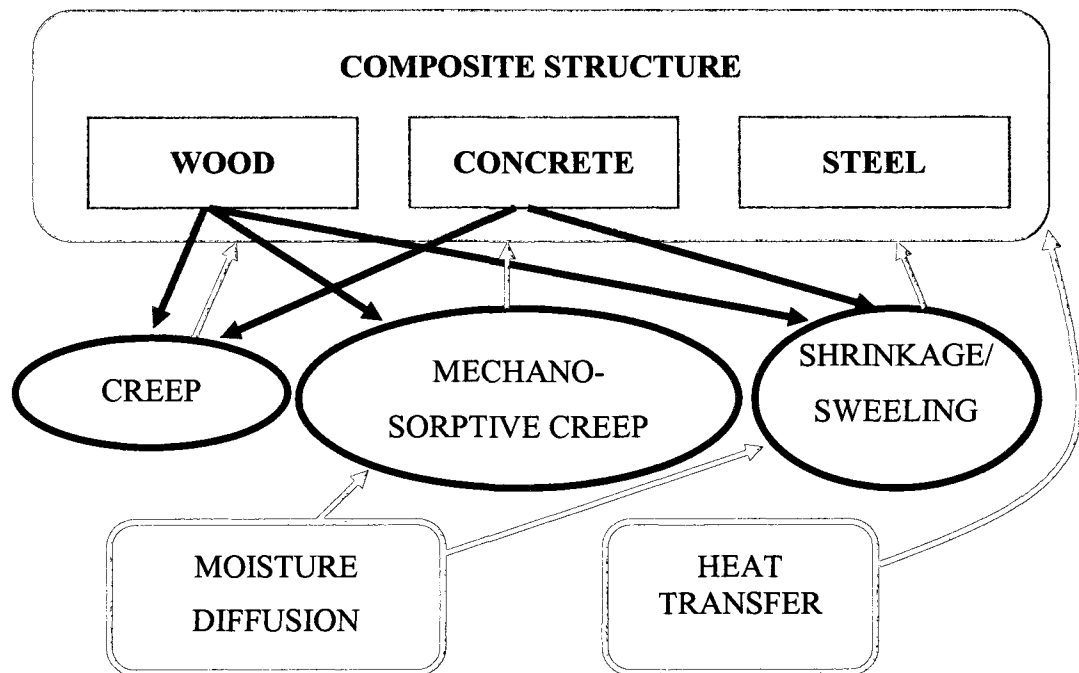 COMPOSITE STRUCTURE
WOOD
CONCRETE
STEEL
CREEP
MECHANO-
SORPTIVE CREEP
SHRINKAGE/
SWEELING
MOISTURE
DIFFUSION
HEAT
TRANSFER